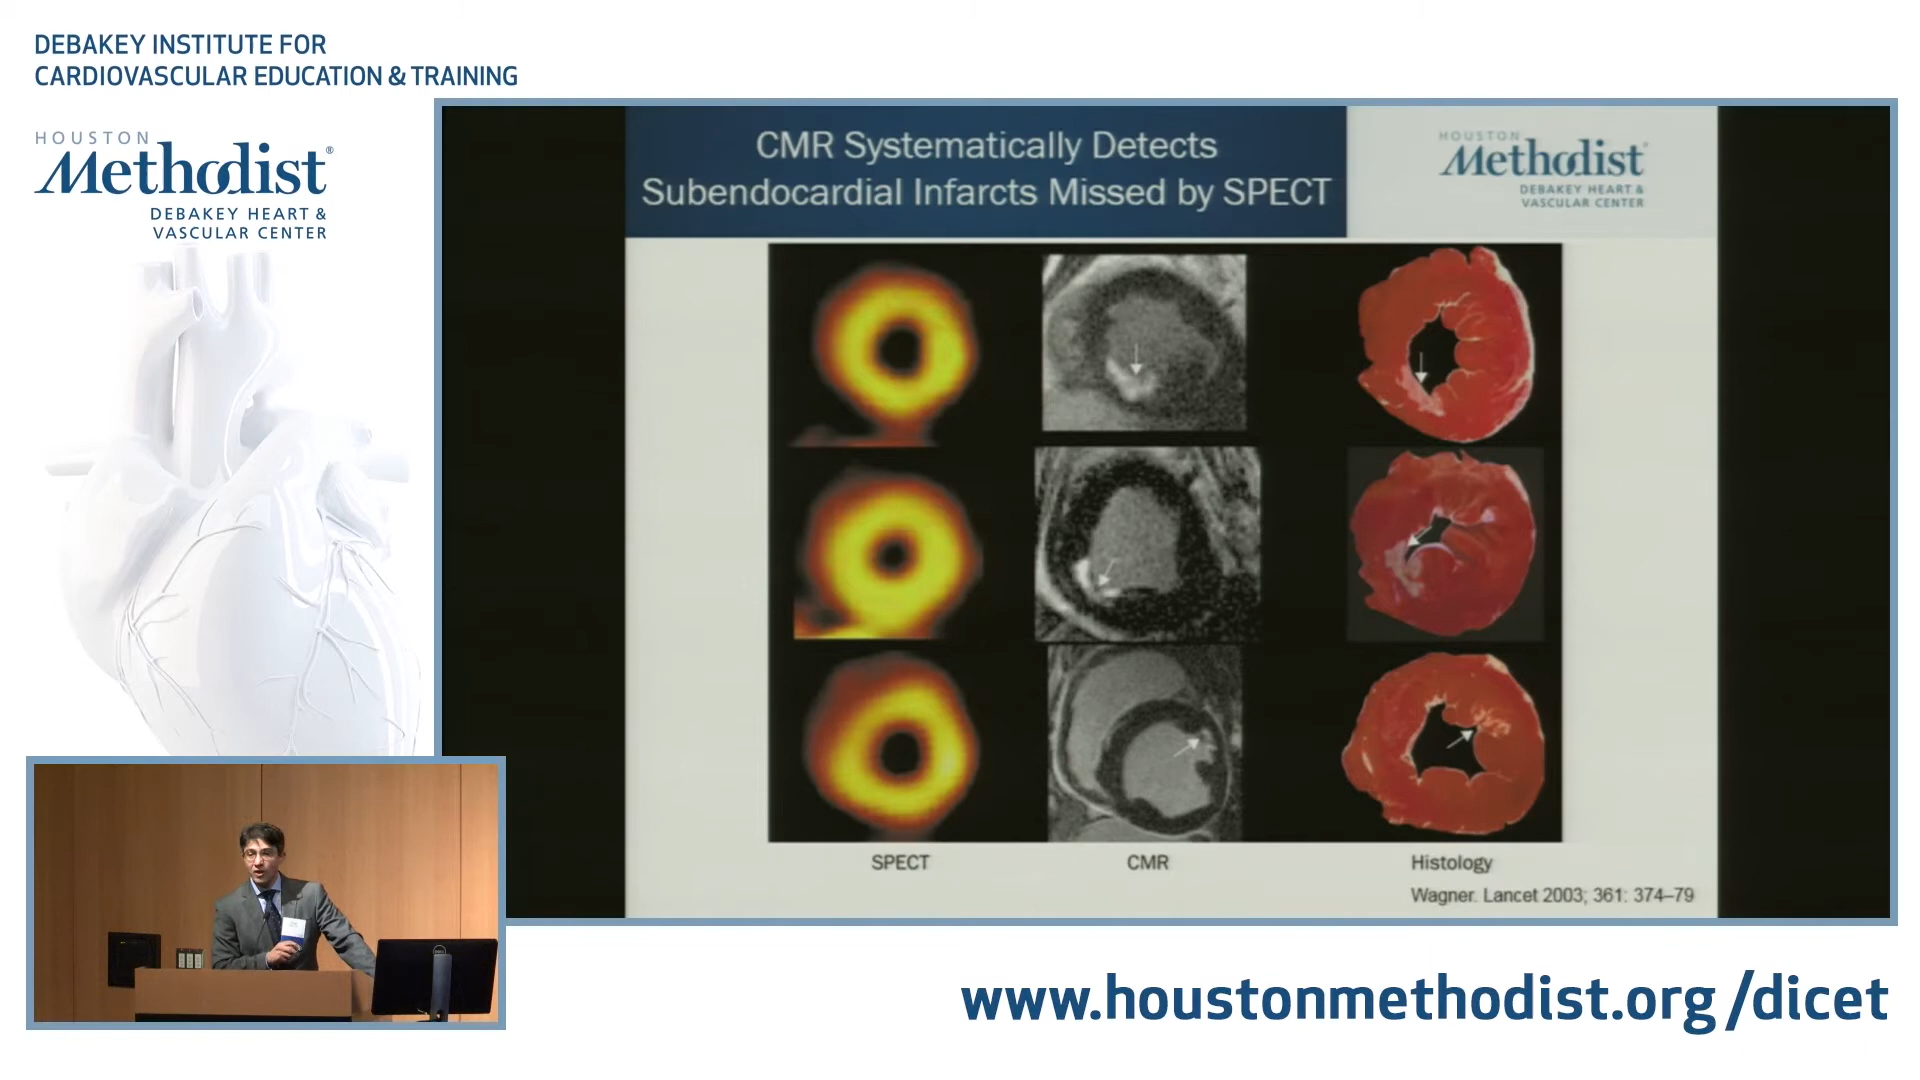 DEBAKEY INSTITUTE FOR
CARDIOVASCULAR EDUCATION & TRAINING
HOUSTON
Methodist®
DEBAKEY HEART &
VASCULAR CENTER
CMR Systematically Detects
Subendocardial Infarcts Missed by SPECT
HOUSTON
Methodist
DEBAKEY HEART &
VASCULAR CENTER
SPECT
CMR
Histology
Wagner. Lancet 2003; 361: 374–79
www.houstonmethodist.org/dicet